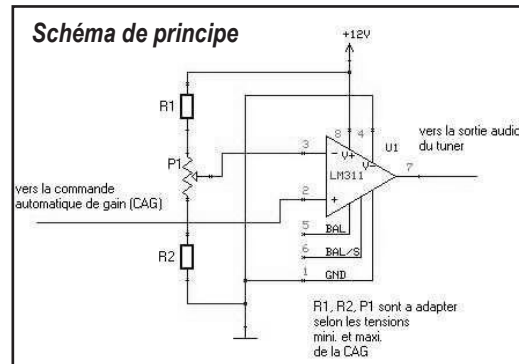 Schéma de principe
+12V
R1
8
4
V+
V-
U1
3
-
P1
LM311
7
vers la sortie audio
du tuner
vers la commande
automatique de gain (CAG)
2
+
5
BAL
6
BAL/S
R2
1
GND
R1, R2, P1 sont a adapter
selon les tensions
mini. et maxi.
de la CAG